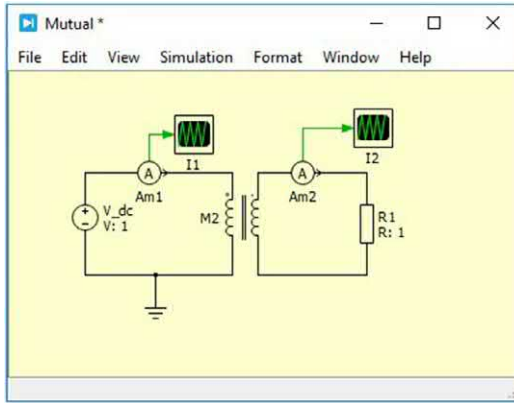 Mutual *
File Edit View Simulation Format Window Help
I1
I2
A
Am1
A
Am2
V_dc
V: 1
M2
R1
R: 1